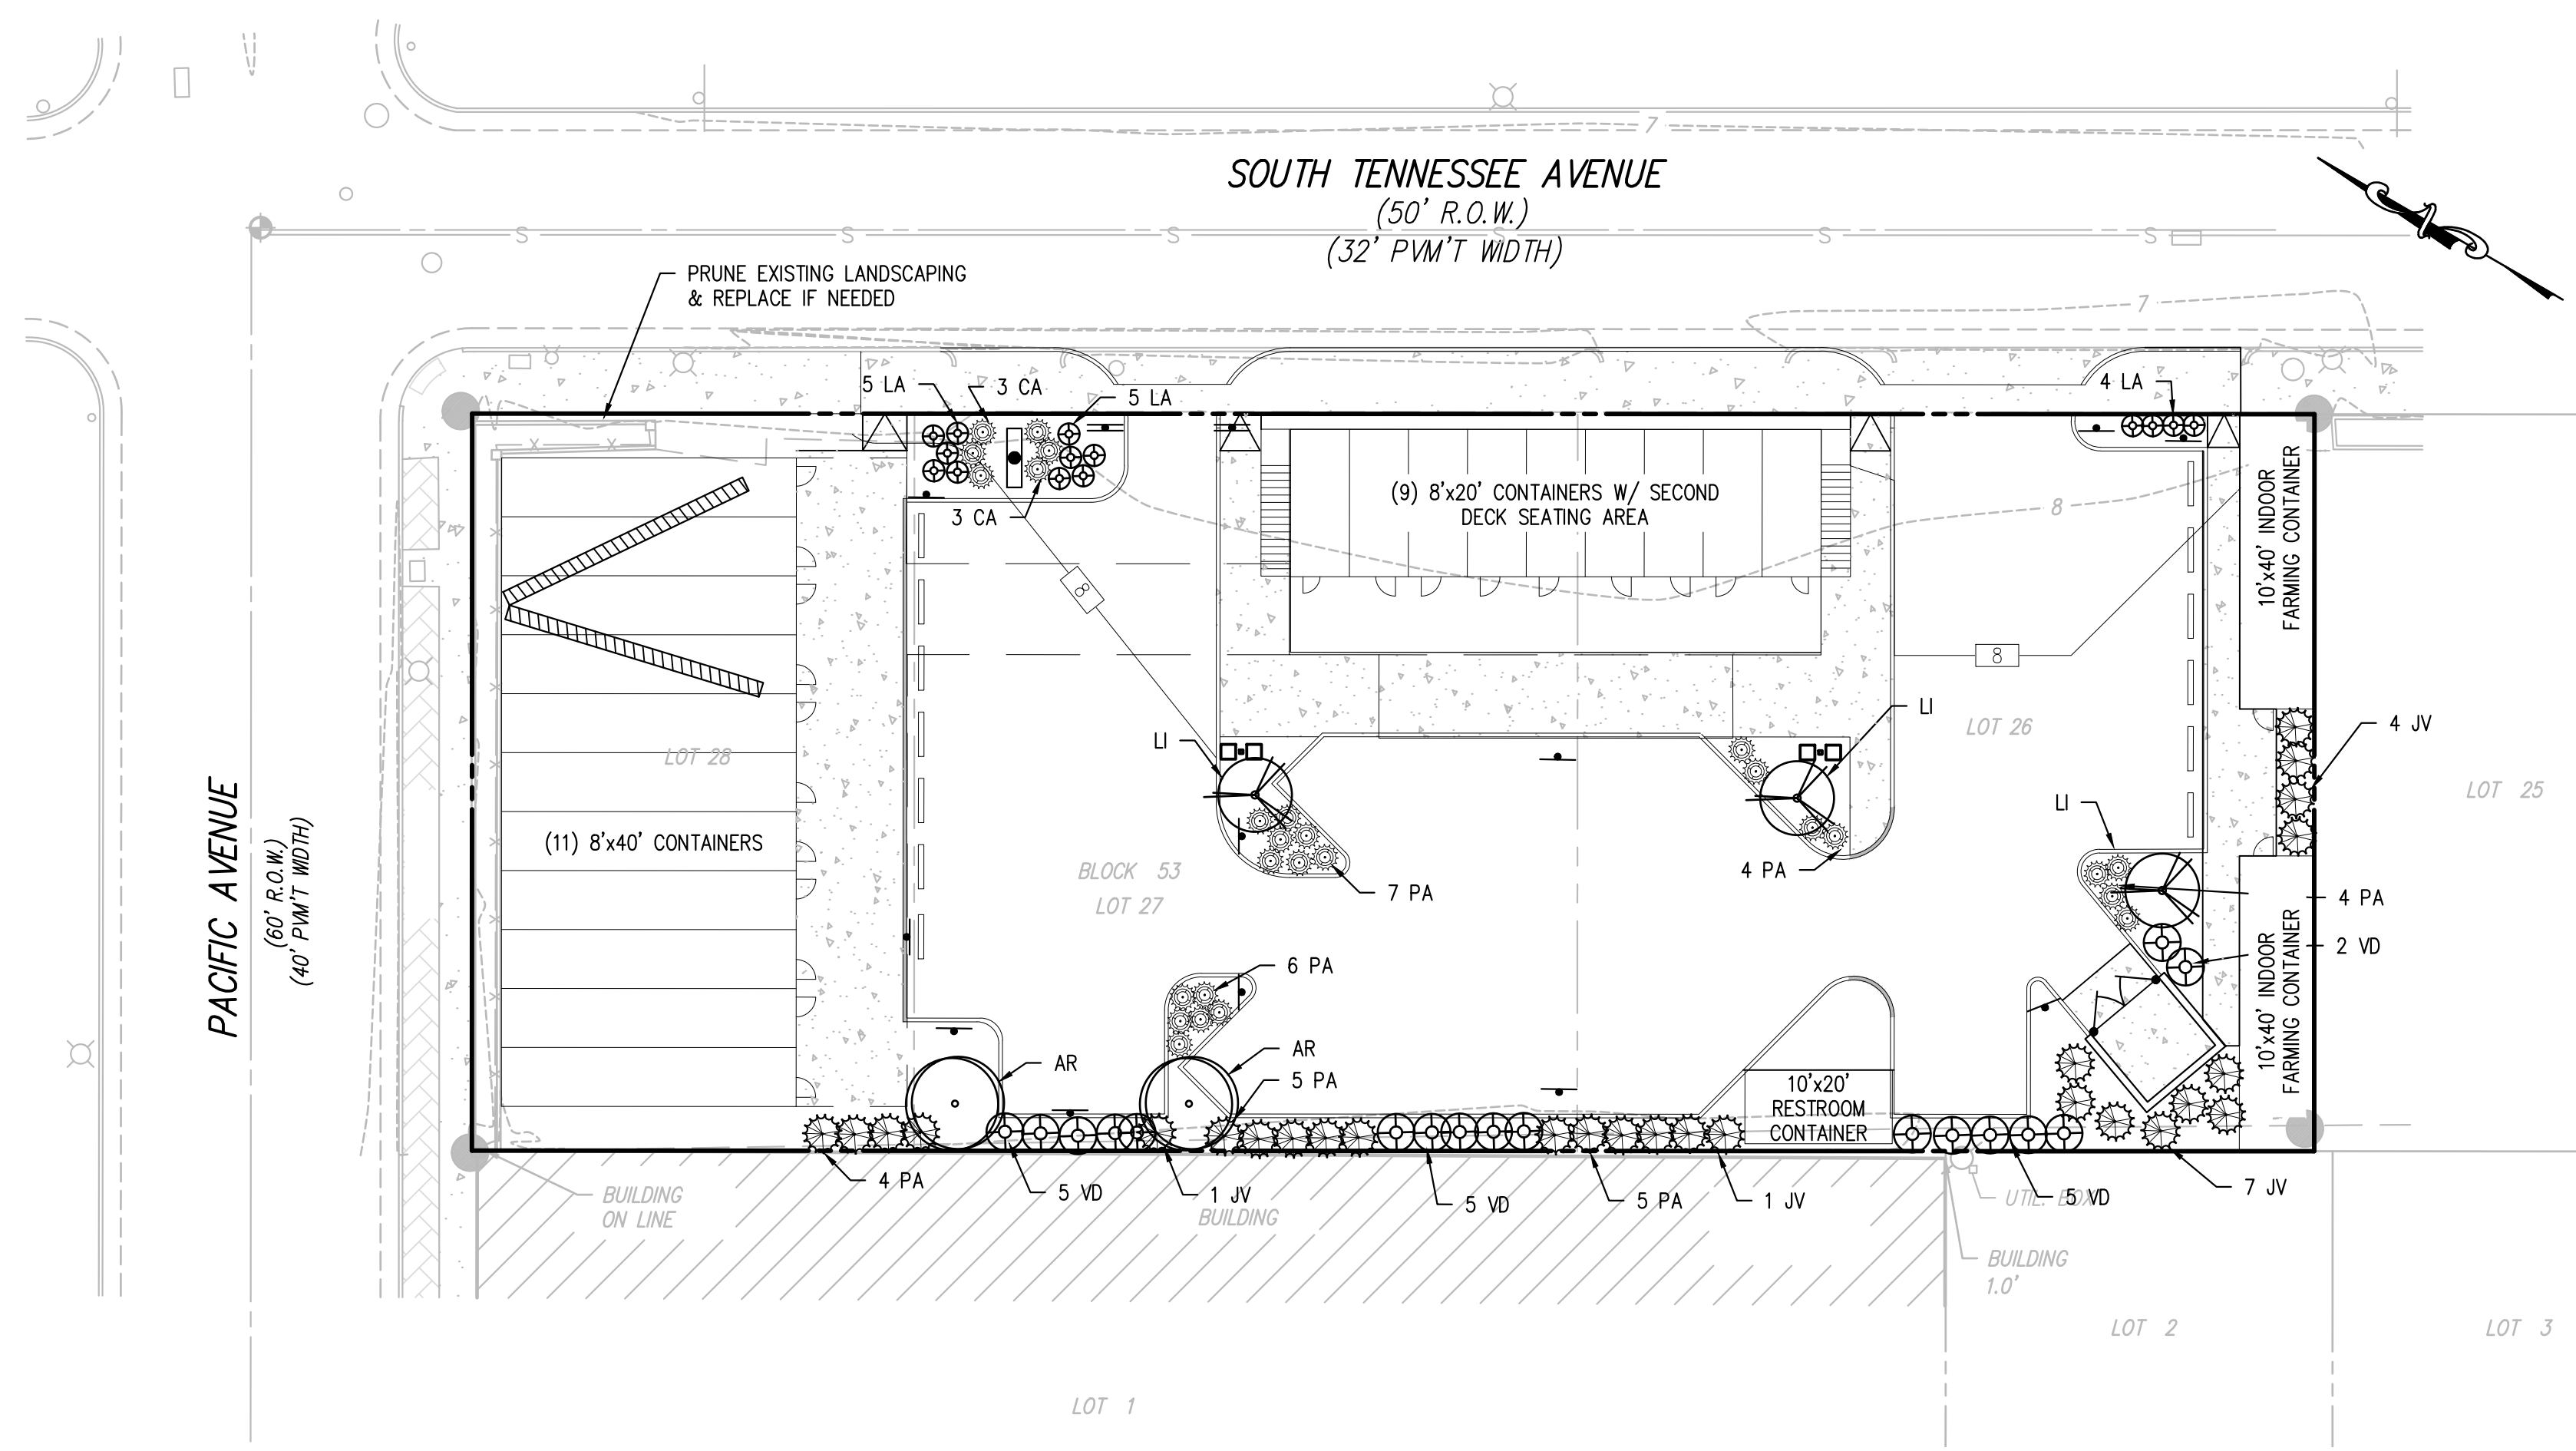 7
SOUTH TENNESSEE AVENUE
(50' R.O.W.)
S S S S S S
(32' PVM'T WIDTH)
PRUNE EXISTING LANDSCAPING
& REPLACE IF NEEDED
7
5 LA
3 CA
5 LA
4 LA
X X
3 CA
(9) 8'x20' CONTAINERS W/ SECOND
DECK SEATING AREA
8
10'x40' INDOOR
FARMING CONTAINER
8
8
LI
LI
LOT 26
4 JV
LOT 28
LOT 25
LI
PACIFIC AVENUE
(60' R.O.W.)
(40' PVM'T WIDTH)
(11) 8'x40' CONTAINERS
BLOCK 53
LOT 27
7 PA
4 PA
4 PA
2 VD
10'x40' INDOOR
FARMING CONTAINER
6 PA
AR
AR
5 PA
10'x20'
RESTROOM
CONTAINER
4 PA
5 VD
1 JV
5 VD
5 PA
1 JV
5 VD
7 JV
BUILDING
ON LINE
BUILDING
UTIL. BOX
BUILDING
1.0'
LOT 2
LOT 3
LOT 1